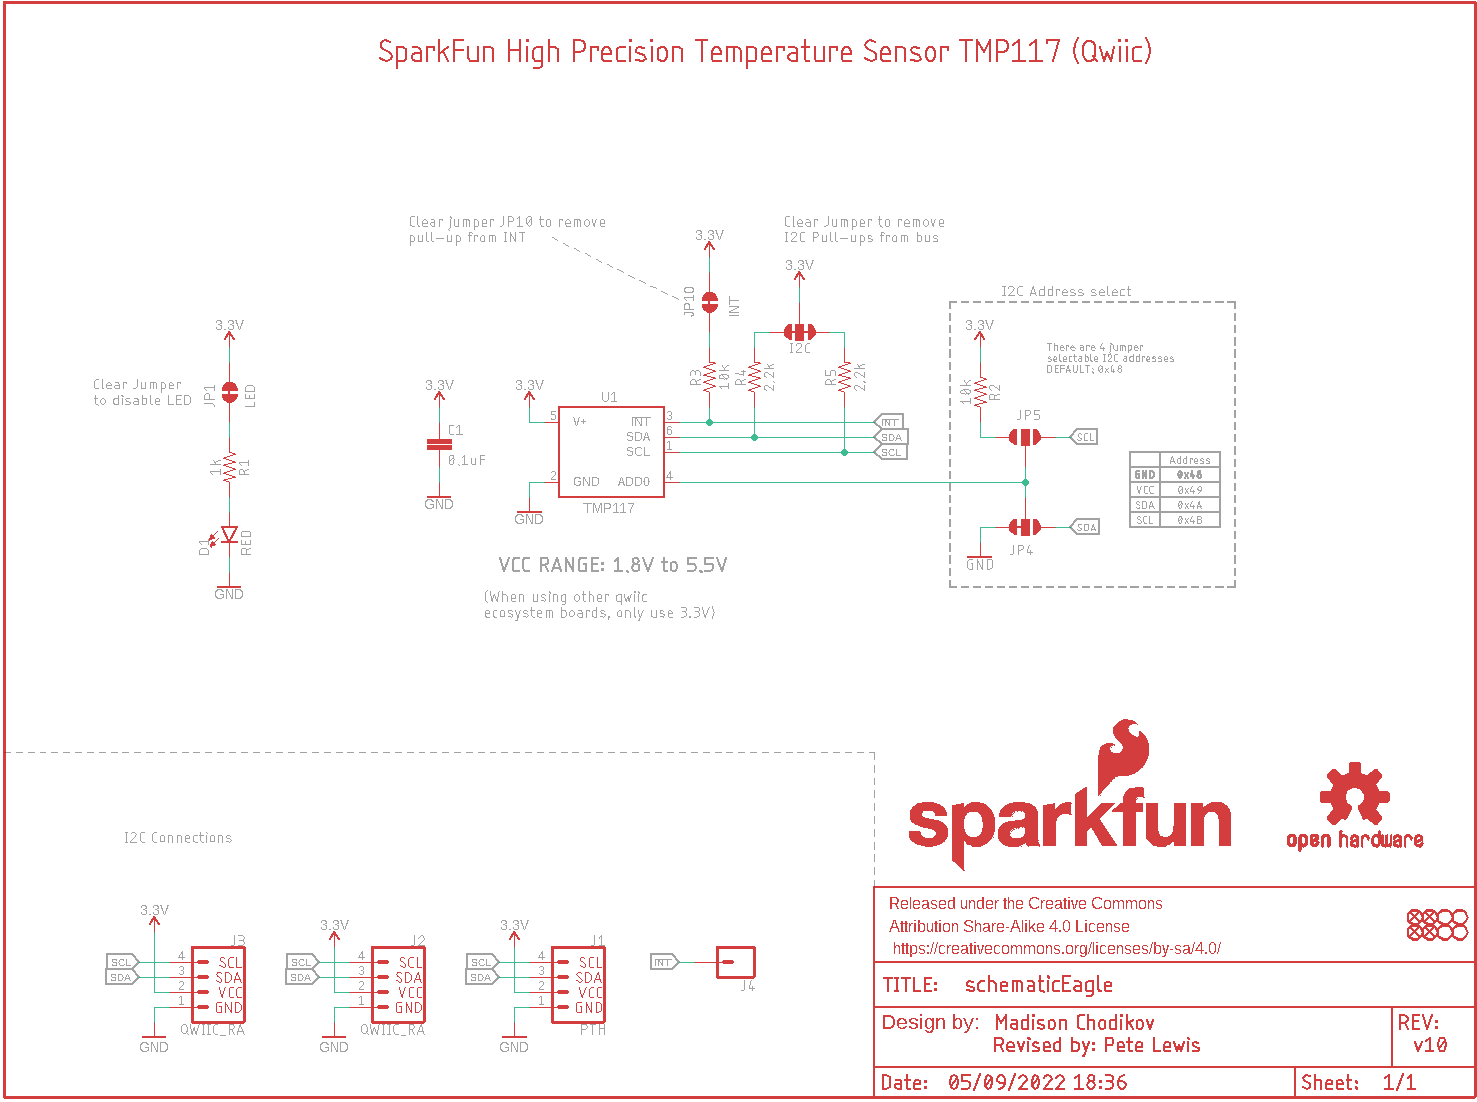 SparkFun High Precision Temperature Sensor TMP117 (Qwiic)
Clear jumper JP10 to remove
pull-up from INT
Clear Jumper to remove
I2C Pull-ups from bus
3.3V
JP10
INT
3.3V
I2C
R3
10k
R4
2.2k
R5
2.2k
I2C Address select
3.3V
There are 4 jumper
selectable I2C addresses
DEFAULT: 0x48
10k
R2
JP5
SCL
Address
GND 0x48
VCC 0x49
SDA 0x4A
SCL 0x4B
SDA
JP4
GND
3.3V
Clear Jumper
to disable LED
JP1
LED
1k
R1
D1
RED
GND
3.3V
C1
0.1uF
GND
3.3V
U1
5 V+ INT 3
SDA 6
SCL 1
2 GND ADD0 4
TMP117
GND
INT
SDA
SCL
VCC RANGE: 1.8V to 5.5V
(When using other qwiic
ecosystem boards, only use 3.3V)
I2C Connections
3.3V
J3
SCL 4 SCL
SDA 3 SDA
2 VCC
1 GND
QWIIC_RA
GND
3.3V
J2
SCL 4 SCL
SDA 3 SDA
2 VCC
1 GND
QWIIC_RA
GND
3.3V
J1
SCL 4 SCL
SDA 3 SDA
2 VCC
1 GND
PTH
GND
INT
J4
sparkfun
open hardware
Released under the Creative Commons
Attribution Share-Alike 4.0 License
https://creativecommons.org/licenses/by-sa/4.0/
TITLE: schematicEagle
Design by: Madison Chodikov
Revised by: Pete Lewis
REV:
v10
Date: 05/09/2022 18:36
Sheet: 1/1